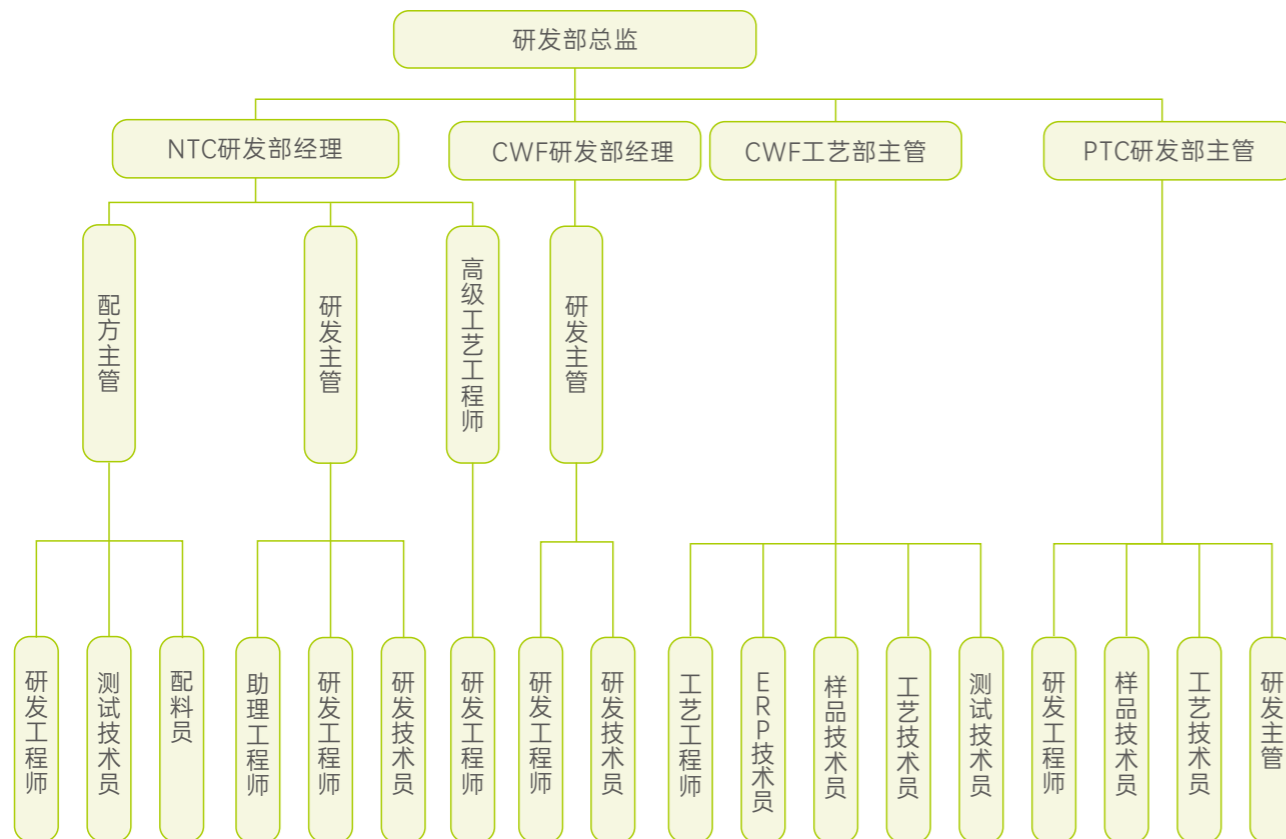 研发部总监
NTC研发部经理
CWF研发部经理
CWF工艺部主管
PTC研发部主管
配方主管
研发主管
高级工艺工程师
研发主管
研发工程师
测试技术员
配料员
助理工程师
研发工程师
研发技术员
研发工程师
研发工程师
研发技术员
工艺工程师
ERP技术员
样品技术员
工艺技术员
测试技术员
研发工程师
样品技术员
工艺技术员
研发主管